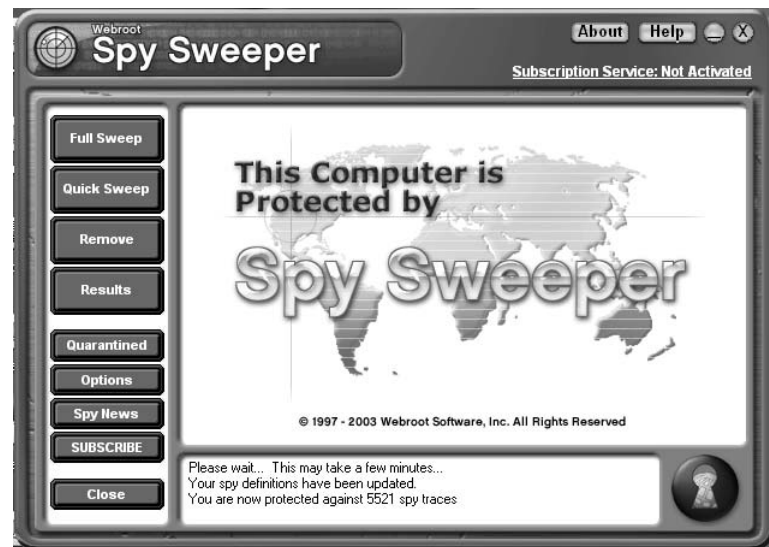 Webroot
Spy Sweeper
About
Help
X
Subscription Service: Not Activated
Full Sweep
Quick Sweep
Remove
Results
Quarantined
Options
Spy News
SUBSCRIBE
Close
This Computer is
Protected by
Spy Sweeper
© 1997 - 2003 Webroot Software, Inc. All Rights Reserved
Please wait... This may take a few minutes...
Your spy definitions have been updated.
You are now protected against 5521 spy traces